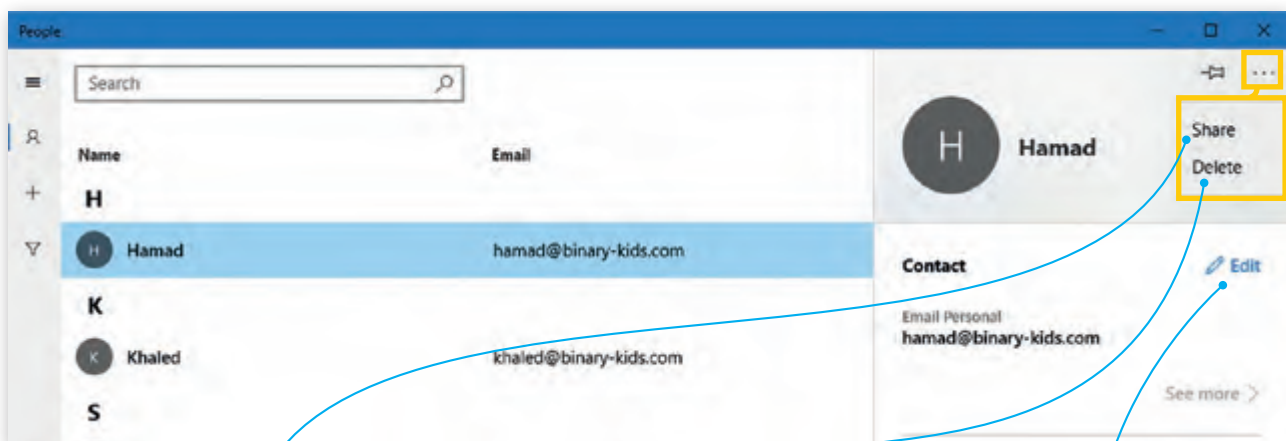 People
Search
Name Email
H
H Hamad hamad@binary-kids.com
K
K Khaled khaled@binary-kids.com
S
H Hamad
Share
Delete
Contact Edit
Email Personal
hamad@binary-kids.com
See more >